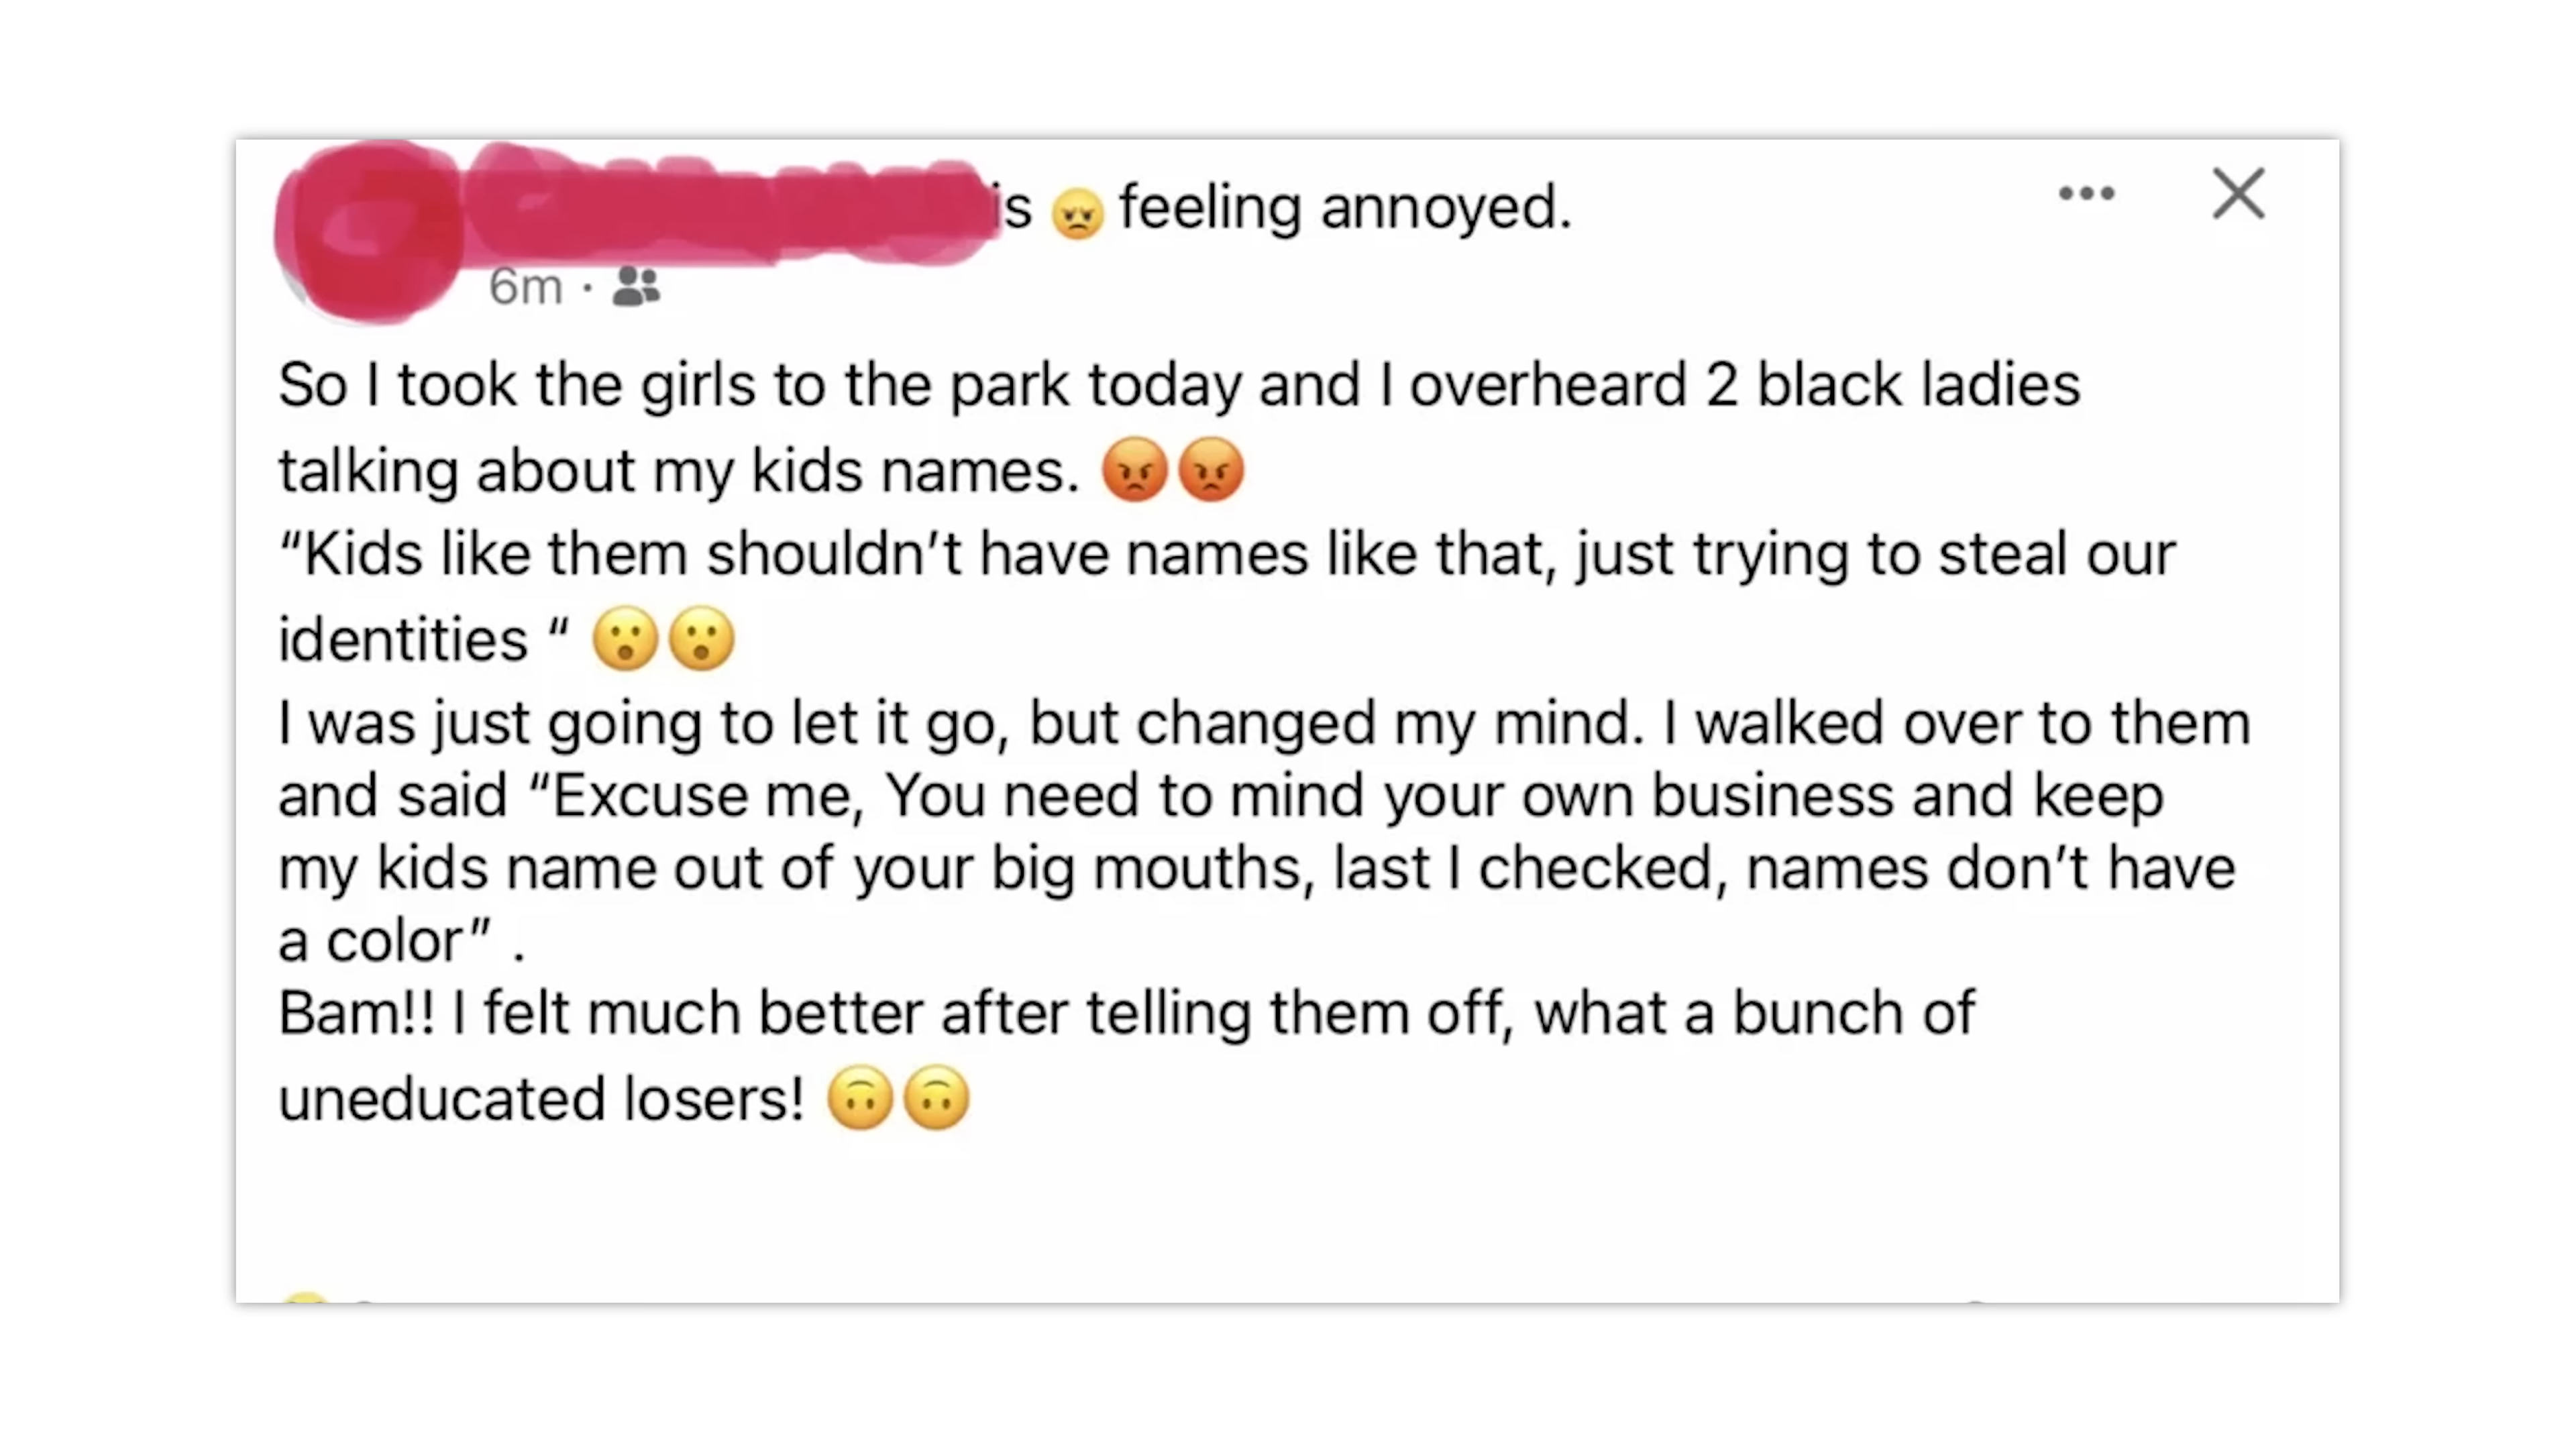 is 😠 feeling annoyed.
6m ·
So I took the girls to the park today and I overheard 2 black ladies
talking about my kids names. 😡😡
“Kids like them shouldn’t have names like that, just trying to steal our
identities “ 😮😮
I was just going to let it go, but changed my mind. I walked over to them
and said “Excuse me, You need to mind your own business and keep
my kids name out of your big mouths, last I checked, names don’t have
a color” .
Bam!! I felt much better after telling them off, what a bunch of
uneducated losers! 🙃🙃